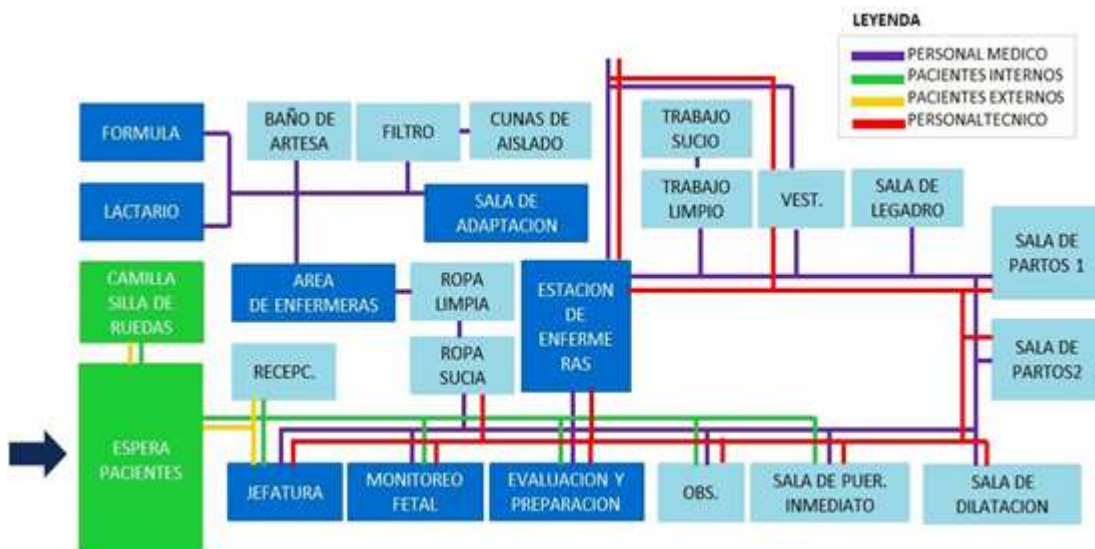 LEYENDA
PERSONAL MEDICO
PACIENTES INTERNOS
PACIENTES EXTERNOS
PERSONAL TECNICO
FORMULA
BAÑO DE
ARTESA
FILTRO
CUNAS DE
AISLADO
TRABAJO
SUCIO
LACTARIO
SALA DE
ADAPTACION
TRABAJO
LIMPIO
VEST.
SALA DE
LEGADRO
SALA DE
PARTOS 1
CAMILLA
SILLA DE
RUEDAS
AREA
DE ENFERMERAS
ROPA
LIMPIA
ESTACION
DE
ENFERME
RAS
RECEPC.
ROPA
SUCIA
SALA DE
PARTOS2
ESPERA
PACIENTES
JEFATURA
MONITOREO
FETAL
EVALUACION Y
PREPARACION
OBS.
SALA DE PUER.
INMEDIATO
SALA DE
DILATACION